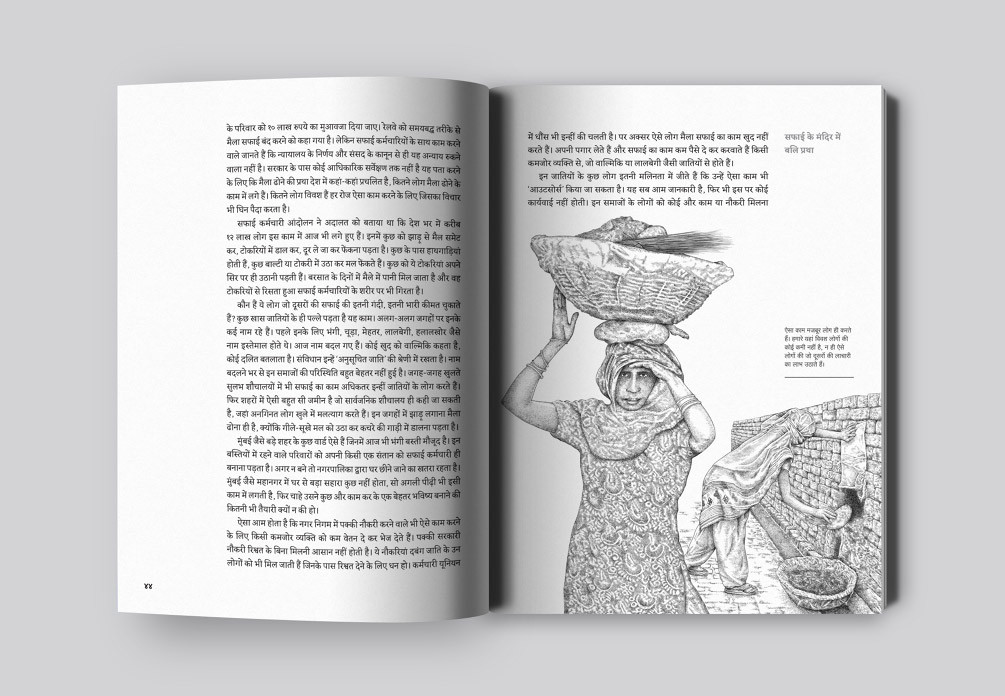 के परिवार को १० लाख रुपये का मुआवजा दिया जाए। रेलवे को समयबद्ध तरीके से
मैला सफाई बंद करने को कहा गया है। लेकिन सफाई कर्मचारियों के साथ काम करने
वाले जानते हैं कि न्यायालय के निर्णय और संसद के कानून से ही यह अन्याय रुकने
वाला नहीं है। सरकार के पास कोई आधिकारिक सर्वेक्षण तक नहीं है यह पता करने
के लिए कि मैला ढोने की प्रथा देश में कहां-कहां प्रचलित है, कितने लोग मैला ढोने के
काम में लगे हैं। कितने लोग विवश हैं हर रोज ऐसा काम करने के लिए जिसका विचार
भी घिन पैदा करता है।
सफाई कर्मचारी आंदोलन ने अदालत को बताया था कि देश भर में करीब
१२ लाख लोग इस काम में आज भी लगे हुए हैं। इनमें कुछ को झाड़ू से मैल समेट
कर, टोकरियों में डाल कर, दूर ले जा कर फेंकना पड़ता है। कुछ के पास हाथगाड़ियां
होती हैं, कुछ बाल्टी या टोकरी में उठा कर मल फेंकते हैं। कुछ को ये टोकरियां अपने
सिर पर ही उठानी पड़ती हैं। बरसात के दिनों में मैले में पानी मिल जाता है और वह
टोकरियों से रिसता हुआ सफाई कर्मचारियों के शरीर पर भी गिरता है।
कौन हैं ये लोग जो दूसरों की सफाई की इतनी गंदी, इतनी भारी कीमत चुकाते
हैं? कुछ खास जातियों के ही पल्ले पड़ता है यह काम। अलग-अलग जगहों पर इनके
कई नाम रहे हैं। पहले इनके लिए भंगी, चूड़ा, मेहतर, लालबेगी, हलालखोर जैसे
नाम इस्तेमाल होते थे। आज नाम बदल गए हैं। कोई खुद को वाल्मिकि कहता है,
कोई दलित बतलाता है। संविधान इन्हें 'अनुसूचित जाति' की श्रेणी में रखता है। नाम
बदलने भर से इन समाजों की परिस्थिति बहुत बेहतर नहीं हुई है। जगह-जगह खुलते
सुलभ शौचालयों में भी सफाई का काम अधिकतर इन्हीं जातियों के लोग करते हैं।
फिर शहरों में ऐसी बहुत सी जमीन है जो सार्वजनिक शौचालय ही कही जा सकती
है, जहां अनगिनत लोग खुले में मलत्याग करते हैं। इन जगहों में झाड़ू लगाना मैला
ढोना ही है, क्योंकि गीले-सूखे मल को उठा कर कचरे की गाड़ी में डालना पड़ता है।
मुंबई जैसे बड़े शहर के कुछ वार्ड ऐसे हैं जिनमें आज भी भंगी बस्ती मौजूद है। इन
बस्तियों में रहने वाले परिवारों को अपनी किसी एक संतान को सफाई कर्मचारी ही
बनाना पड़ता है। अगर न बने तो नगरपालिका द्वारा घर छीने जाने का खतरा रहता है।
मुंबई जैसे महानगर में घर से बड़ा सहारा कुछ नहीं होता, सो अगली पीढ़ी भी इसी
काम में लगती है, फिर चाहे उसने कुछ और काम कर के एक बेहतर भविष्य बनाने की
कितनी भी तैयारी क्यों न की हो।
ऐसा आम होता है कि नगर निगम में पक्की नौकरी करने वाले भी ऐसे काम करने
के लिए किसी कमजोर व्यक्ति को कम वेतन दे कर भेज देते हैं। पक्की सरकारी
नौकरी रिश्वत के बिना मिलनी आसान नहीं होती है। ये नौकरियां दबंग जाति के उन
लोगों को भी मिल जाती हैं जिनके पास रिश्वत देने के लिए धन हो। कर्मचारी यूनियन
४४
में धौंस भी इन्हीं की चलती है। पर अक्सर ऐसे लोग मैला सफाई का काम खुद नहीं
करते हैं। अपनी पगार लेते हैं और सफाई का काम कम पैसे दे कर करवाते हैं किसी
कमजोर व्यक्ति से, जो वाल्मिकि या लालबेगी जैसी जातियों से होते हैं।
इन जातियों के कुछ लोग इतनी मलिनता में जीते हैं कि उन्हें ऐसा काम भी
'आउटसोर्स' किया जा सकता है। यह सब आम जानकारी है, फिर भी इस पर कोई
कार्यवाई नहीं होती। इन समाजों के लोगों को कोई और काम या नौकरी मिलना
सफाई के मंदिर में
बलि प्रथा
ऐसा काम मजबूर लोग ही करते
हैं। हमारे यहां विवश लोगों की
कोई कमी नहीं है, न ही ऐसे
लोगों की जो दूसरों की लाचारी
का लाभ उठाते हैं।